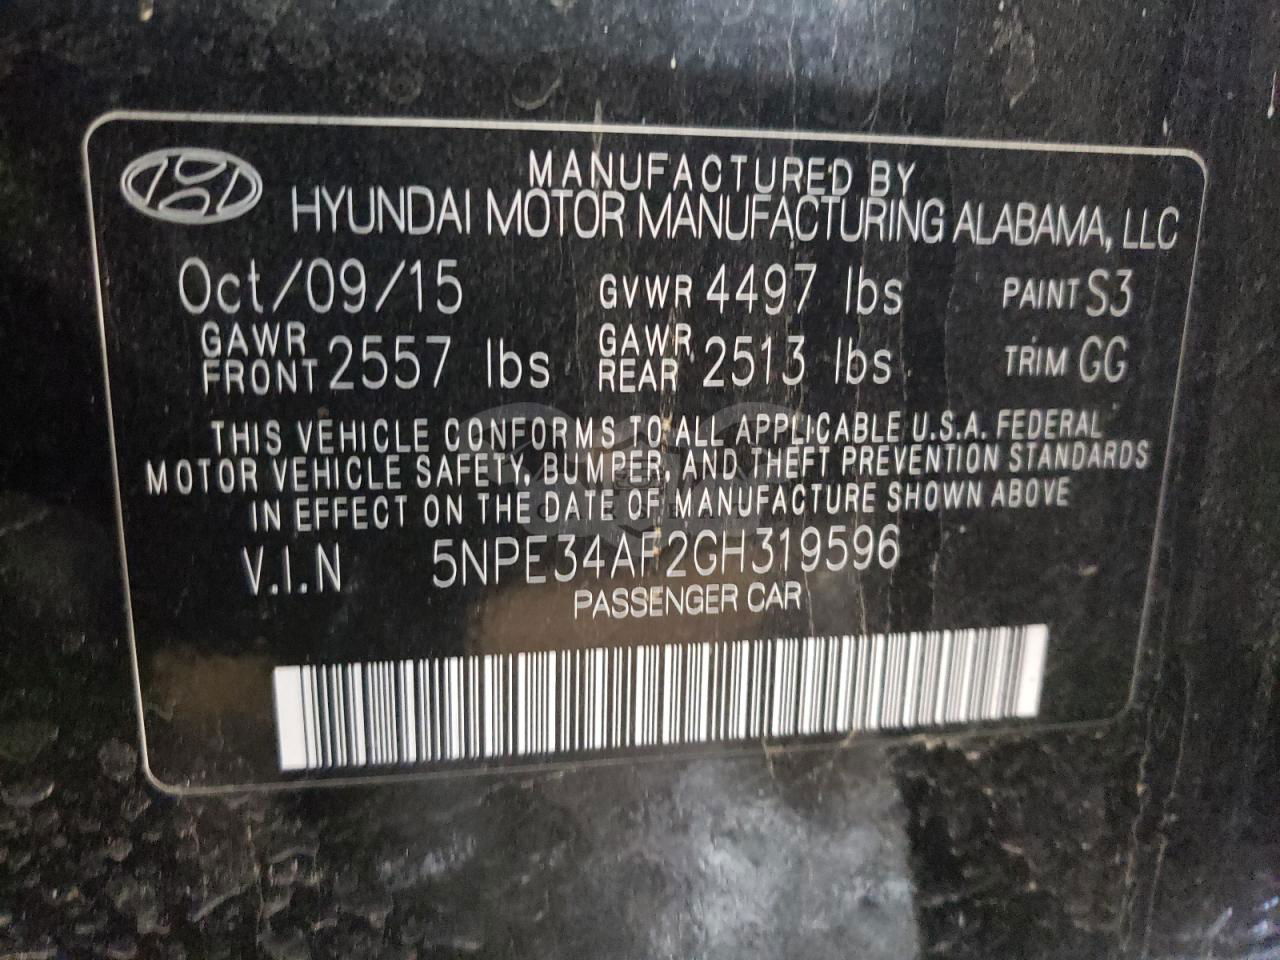 MANUFACTURED BY
HYUNDAI MOTOR MANUFACTURING ALABAMA, LLC
Oct/09/15 GVWR 4497 lbs PAINT S3
GAWR FRONT 2557 lbs GAWR REAR 2513 lbs TRIM GG
THIS VEHICLE CONFORMS TO ALL APPLICABLE U.S.A. FEDERAL
MOTOR VEHICLE SAFETY, BUMPER, AND THEFT PREVENTION STANDARDS
IN EFFECT ON THE DATE OF MANUFACTURE SHOWN ABOVE
V.I.N 5NPE34AF2GH319596
PASSENGER CAR